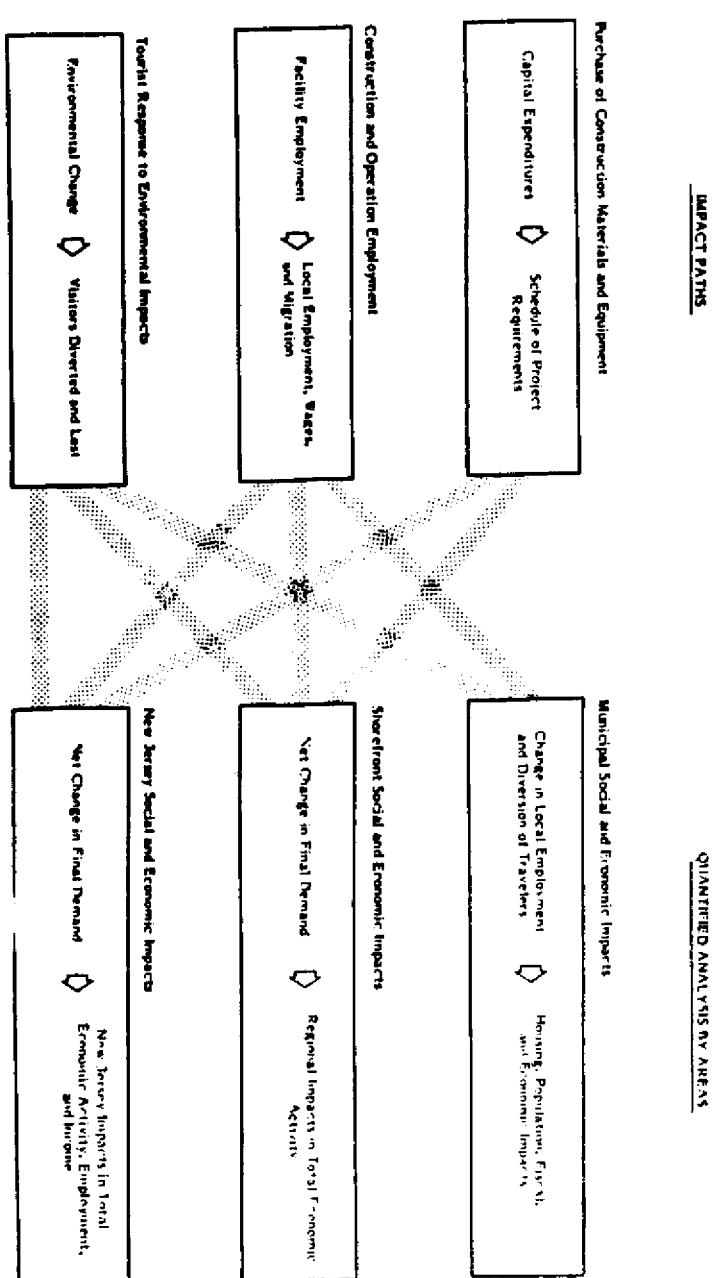 IMPACT PATHS
QUANTIFIED ANALYSIS BY AREAS
Purchase of Construction Materials and Equipment
Capital Expenditures
Schedule of Project
Requirements
Municipal Social and Economic Impacts
Change in Local Employment
and Diversion of Travelers
Housing, Population, Fiscal,
and Economic Impacts
Construction and Operation Employment
Facility Employment
Local Employment, Wages,
and Migration
Shorefront Social and Economic Impacts
Net Change in Final Demand
Regional Impacts in Total Economic
Activity
Tourist Response to Environmental Impacts
Environmental Change
Visitors Diverted and Lost
New Jersey Social and Economic Impacts
Net Change in Final Demand
New Jersey Impacts in Total
Economic Activity, Employment,
and Income